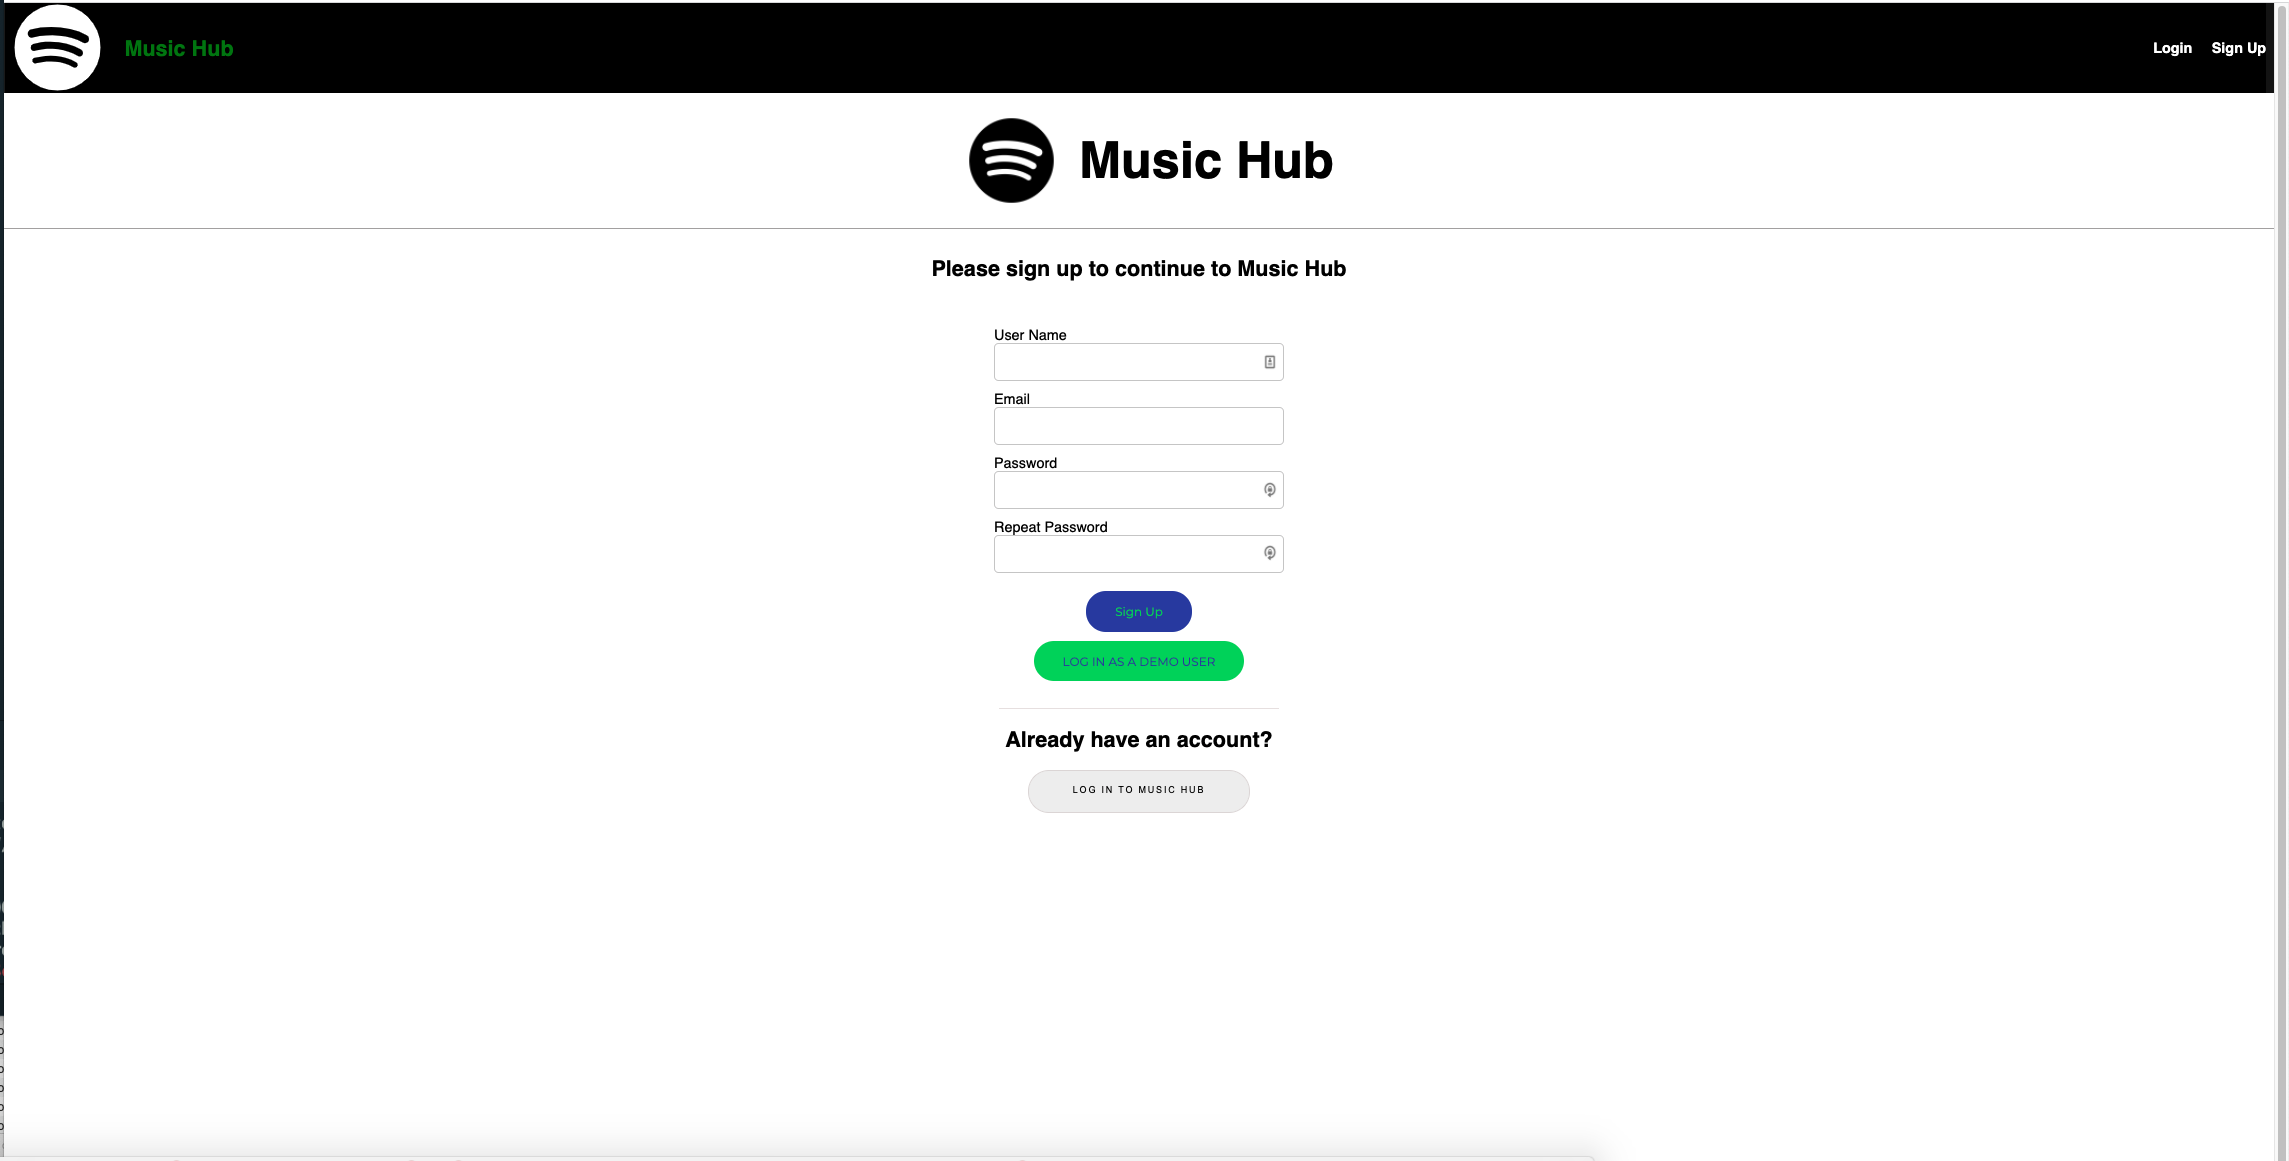 Music Hub
Login Sign Up
Music Hub
Please sign up to continue to Music Hub
User Name
Email
Password
Repeat Password
Sign Up
LOG IN AS A DEMO USER
Already have an account?
LOG IN TO MUSIC HUB